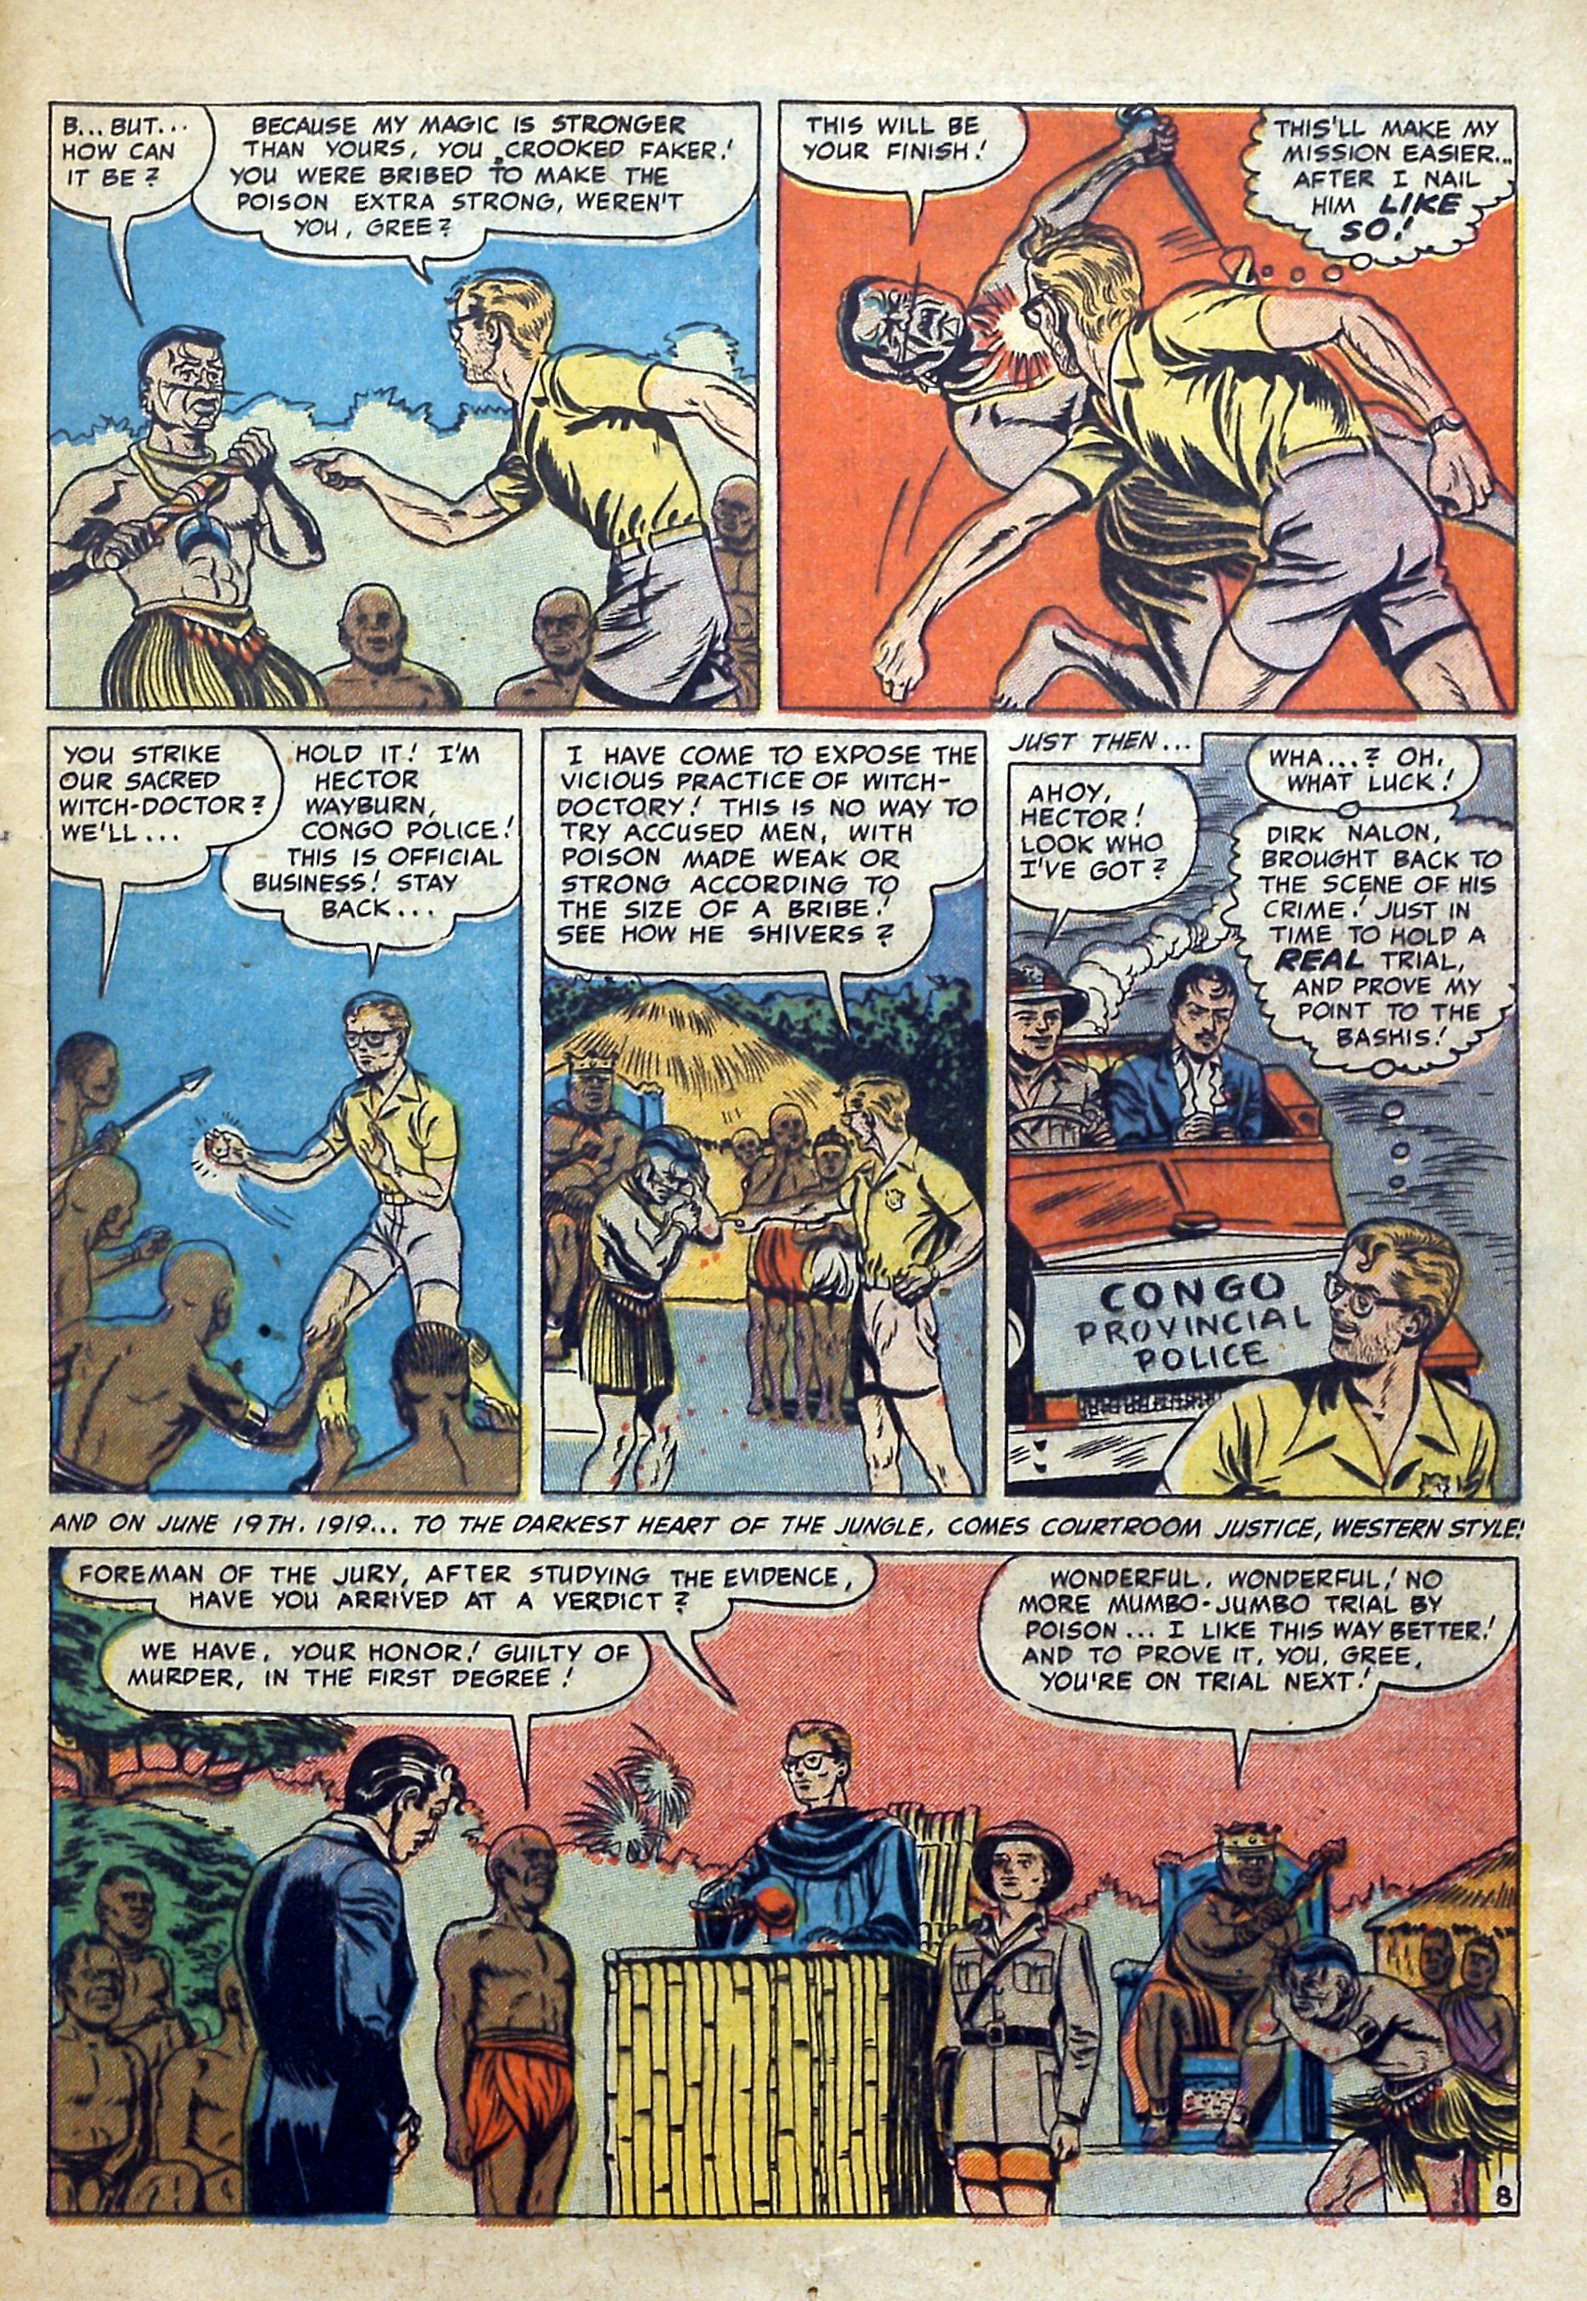 B...BUT...
HOW CAN
IT BE?
BECAUSE MY MAGIC IS STRONGER
THAN YOURS, YOU CROOKED FAKER!
YOU WERE BRIBED TO MAKE THE
POISON EXTRA STRONG, WEREN'T
YOU, GREE?
THIS WILL BE
YOUR FINISH!
THIS'LL MAKE MY
MISSION EASIER...
AFTER I NAIL
HIM LIKE
SO!
YOU STRIKE
OUR SACRED
WITCH-DOCTOR?
WE'LL...
HOLD IT! I'M
HECTOR
WAYBURN,
CONGO POLICE!
THIS IS OFFICIAL
BUSINESS! STAY
BACK...
I HAVE COME TO EXPOSE THE
VICIOUS PRACTICE OF WITCH-
DOCTORY! THIS IS NO WAY TO
TRY ACCUSED MEN, WITH
POISON MADE WEAK OR
STRONG ACCORDING TO
THE SIZE OF A BRIBE!
SEE HOW HE SHIVERS?
JUST THEN...
AHOY,
HECTOR!
LOOK WHO
I'VE GOT?
WHA...? OH,
WHAT LUCK!
DIRK NALON,
BROUGHT BACK TO
THE SCENE OF HIS
CRIME! JUST IN
TIME TO HOLD A
REAL TRIAL,
AND PROVE MY
POINT TO THE
BASHIS!
CONGO
PROVINCIAL
POLICE
AND ON JUNE 19TH, 1919... TO THE DARKEST HEART OF THE JUNGLE, COMES COURTROOM JUSTICE, WESTERN STYLE!
FOREMAN OF THE JURY, AFTER STUDYING THE EVIDENCE,
HAVE YOU ARRIVED AT A VERDICT?
WE HAVE, YOUR HONOR! GUILTY OF
MURDER, IN THE FIRST DEGREE!
WONDERFUL, WONDERFUL! NO
MORE MUMBO-JUMBO TRIAL BY
POISON... I LIKE THIS WAY BETTER!
AND TO PROVE IT, YOU, GREE,
YOU'RE ON TRIAL NEXT!
8